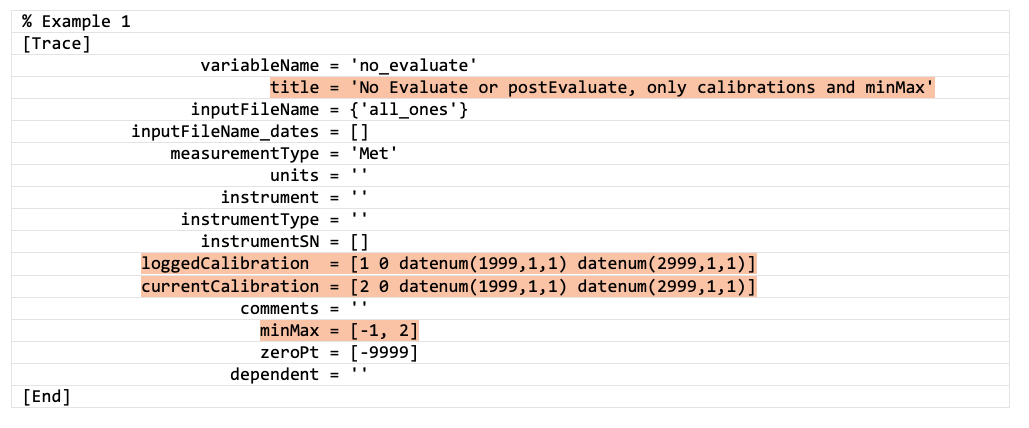 % Example 1
[Trace]
variableName = 'no_evaluate'
title = 'No Evaluate or postEvaluate, only calibrations and minMax'
inputFileName = {'all_ones'}
inputFileName_dates = []
measurementType = 'Met'
units = ''
instrument = ''
instrumentType = ''
instrumentSN = []
loggedCalibration  = [1 0 datenum(1999,1,1) datenum(2999,1,1)]
currentCalibration = [2 0 datenum(1999,1,1) datenum(2999,1,1)]
comments = ''
minMax = [-1, 2]
zeroPt = [-9999]
dependent = ''
[End]